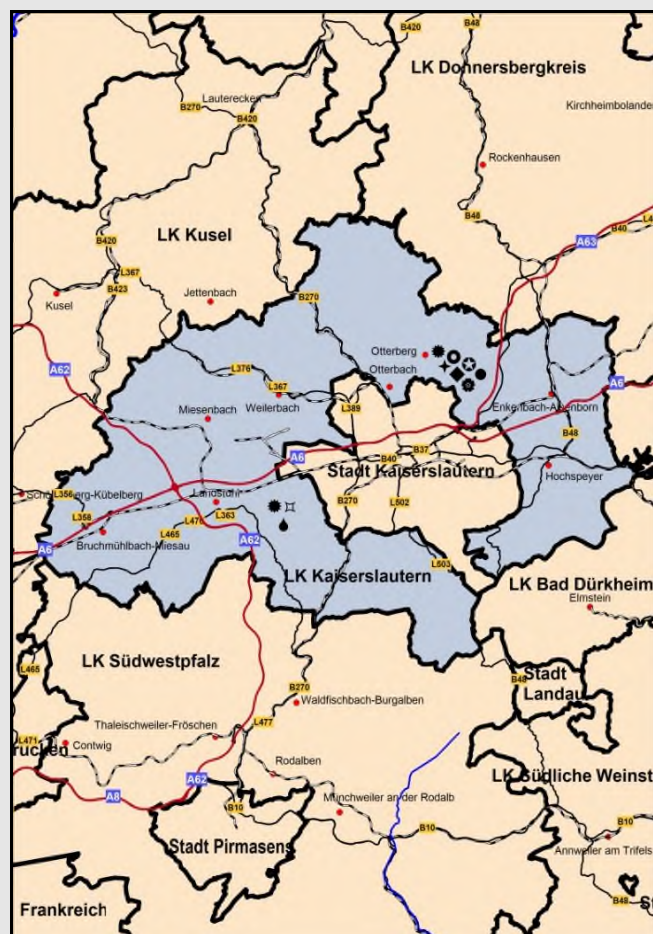 B420
B48
LK Donnersbergkreis
Lauterecken
B270
B420
Kirchheimbolander
Rockenhausen
B48
LK Kusel
B420
L367
B423
Kusel
Jettenbach
B270
A63
B40
A62
L376
L367
Otterberg
Otterbach
Miesenbach
Weilerbach
L389
A6
Enkenbach-Alsenborn
B48
B37
B40
A6
Stadt Kaiserslautern
Hochspeyer
L356
Landstuhl
B270
L502
L358
L363
L465
Bruchmühlbach-Miesau
A62
A6
L503
LK Kaiserslautern
LK Bad Dürkheim
Elmstein
LK Südwestpfalz
L465
B48
Stadt
Landau
B270
Waldfischbach-Burgalben
L477
Thaleischweiler-Fröschen
L471
Contwig
Rodalben
LK Südliche Weinst
A62
A8
B10
Münchweiler an der Rodalb
B10
B10
Annweiler am Trifels
Stadt Pirmasens
Frankreich
B48